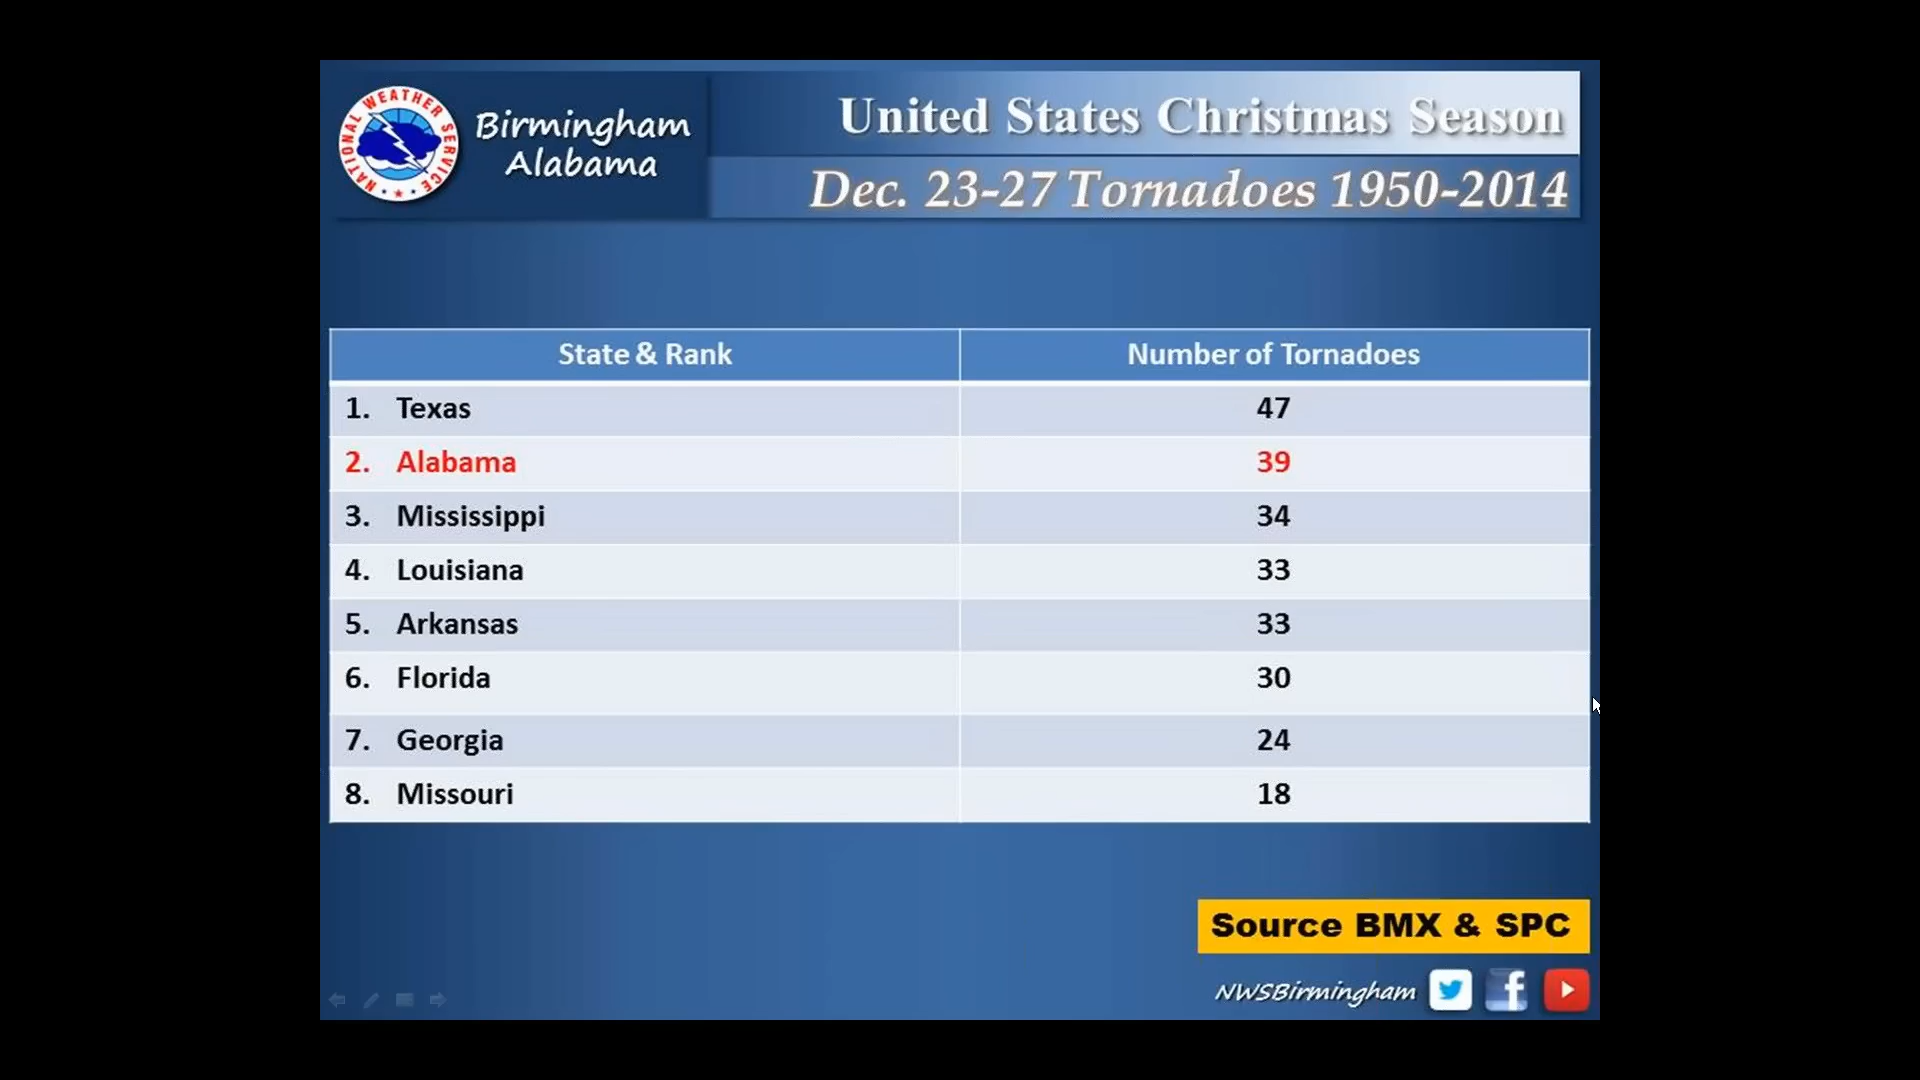 NATIONAL WEATHER SERVICE
Birmingham
Alabama
United States Christmas Season
Dec. 23-27 Tornadoes 1950-2014
State & Rank Number of Tornadoes
1. Texas 47
2. Alabama 39
3. Mississippi 34
4. Louisiana 33
5. Arkansas 33
6. Florida 30
7. Georgia 24
8. Missouri 18
Source BMX & SPC
NWSBirmingham